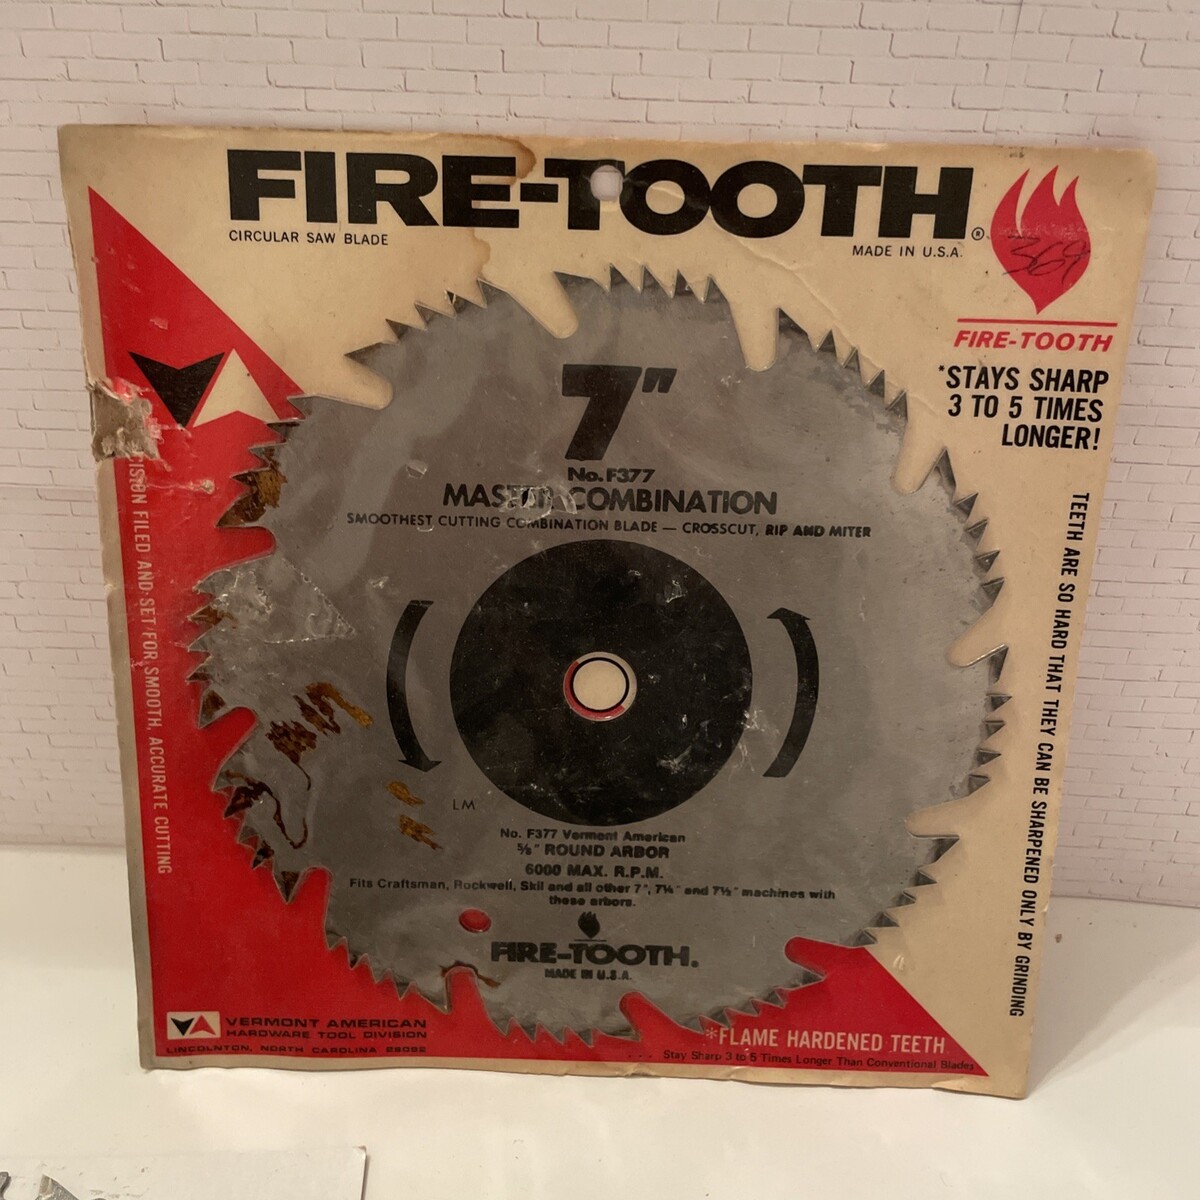 FIRE-TOOTH®
CIRCULAR SAW BLADE
MADE IN U.S.A.
369
FIRE-TOOTH
*STAYS SHARP
3 TO 5 TIMES
LONGER!
TEETH ARE SO HARD THAT THEY CAN BE SHARPENED ONLY BY GRINDING
CISION FILED AND SET FOR SMOOTH, ACCURATE CUTTING
7"
No. F377
MASTER COMBINATION
SMOOTHEST CUTTING COMBINATION BLADE — CROSSCUT, RIP AND MITER
LM
No. F377 Vermont American
5/8" ROUND ARBOR
6000 MAX. R.P.M.
Fits Craftsman, Rockwell, Skil and all other 7", 7¼" and 7½" machines with
these arbors.
FIRE-TOOTH®
MADE IN U.S.A.
VA VERMONT AMERICAN
HARDWARE TOOL DIVISION
LINCOLNTON, NORTH CAROLINA 28092
*FLAME HARDENED TEETH
. . . Stay Sharp 3 to 5 Times Longer Than Conventional Blades